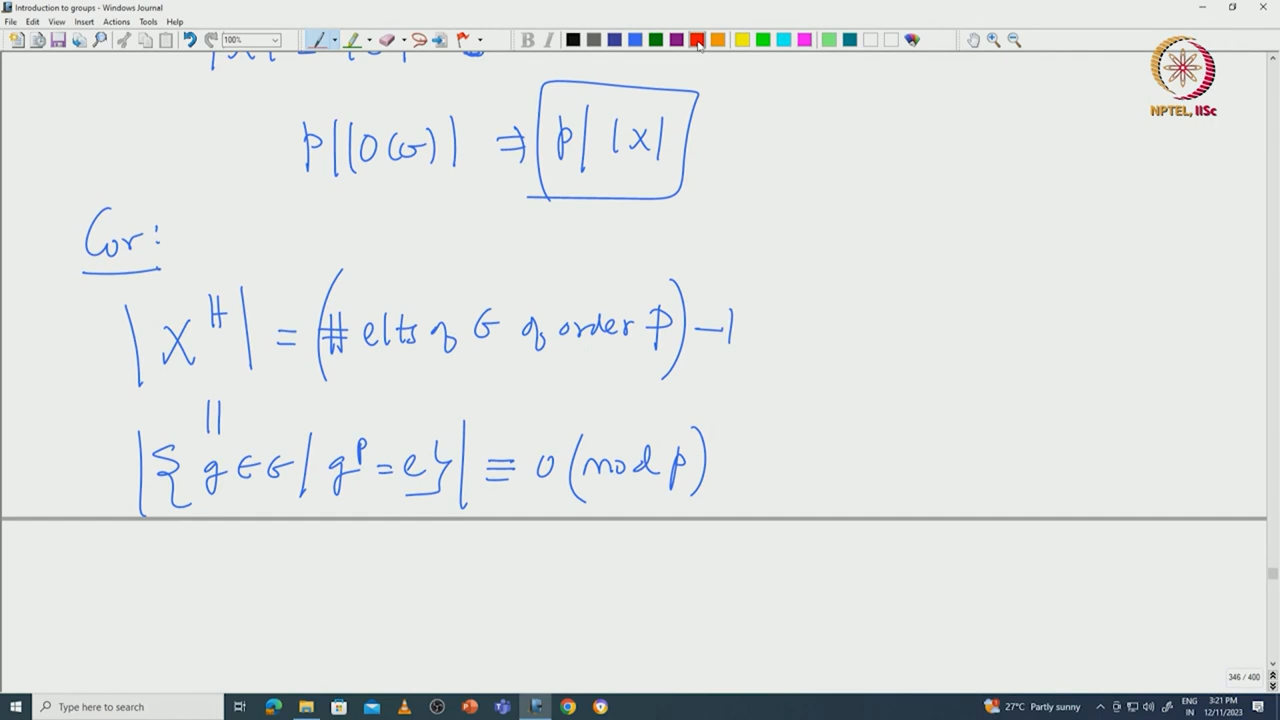 Introduction to groups - Windows Journal
File Edit View Insert Actions Tools Help
100%
B I
NPTEL, IISc
p | |O(G)| ⇒ p | |X|
Cor:
|X^H| = (# elts of G of order p) - 1
||
|{g ∈ G | g^p = e}| ≡ 0 (mod p)
346 / 400
Type here to search
27°C Partly sunny
ENG
IN
3:21 PM
12/11/2023